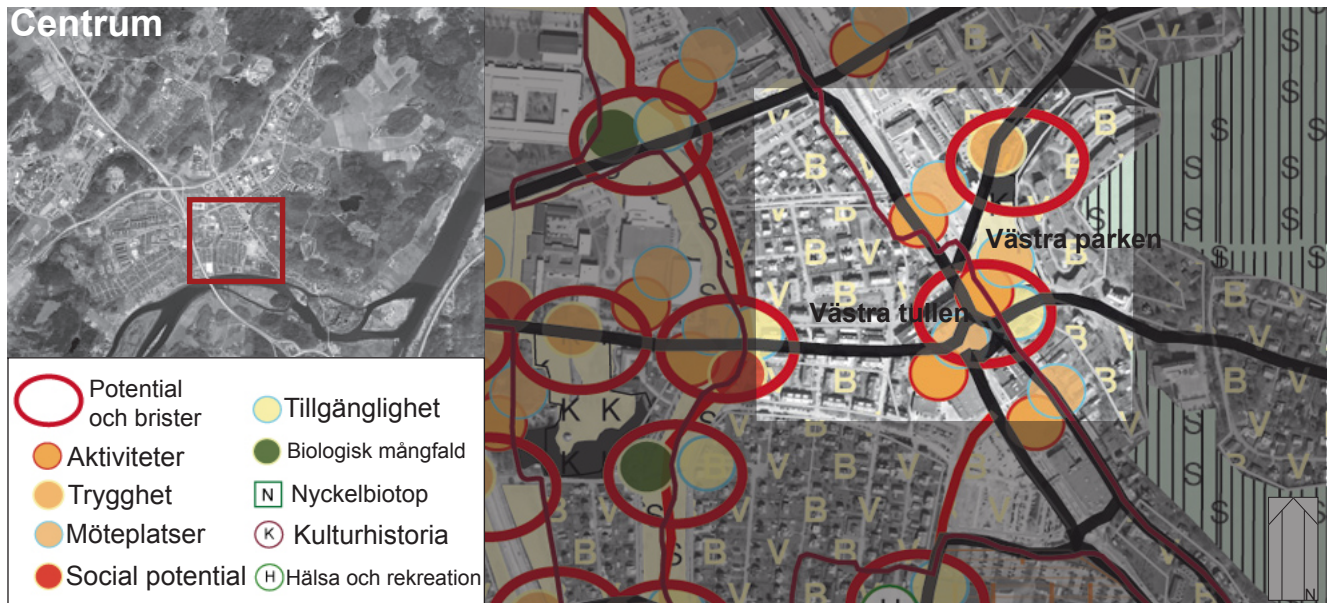 Centrum
Västra parken
Västra tullen
Potential
och brister
Aktiviteter
Trygghet
Möteplatser
Social potential
Tillgänglighet
Biologisk mångfald
N Nyckelbiotop
K Kulturhistoria
H Hälsa och rekreation
N